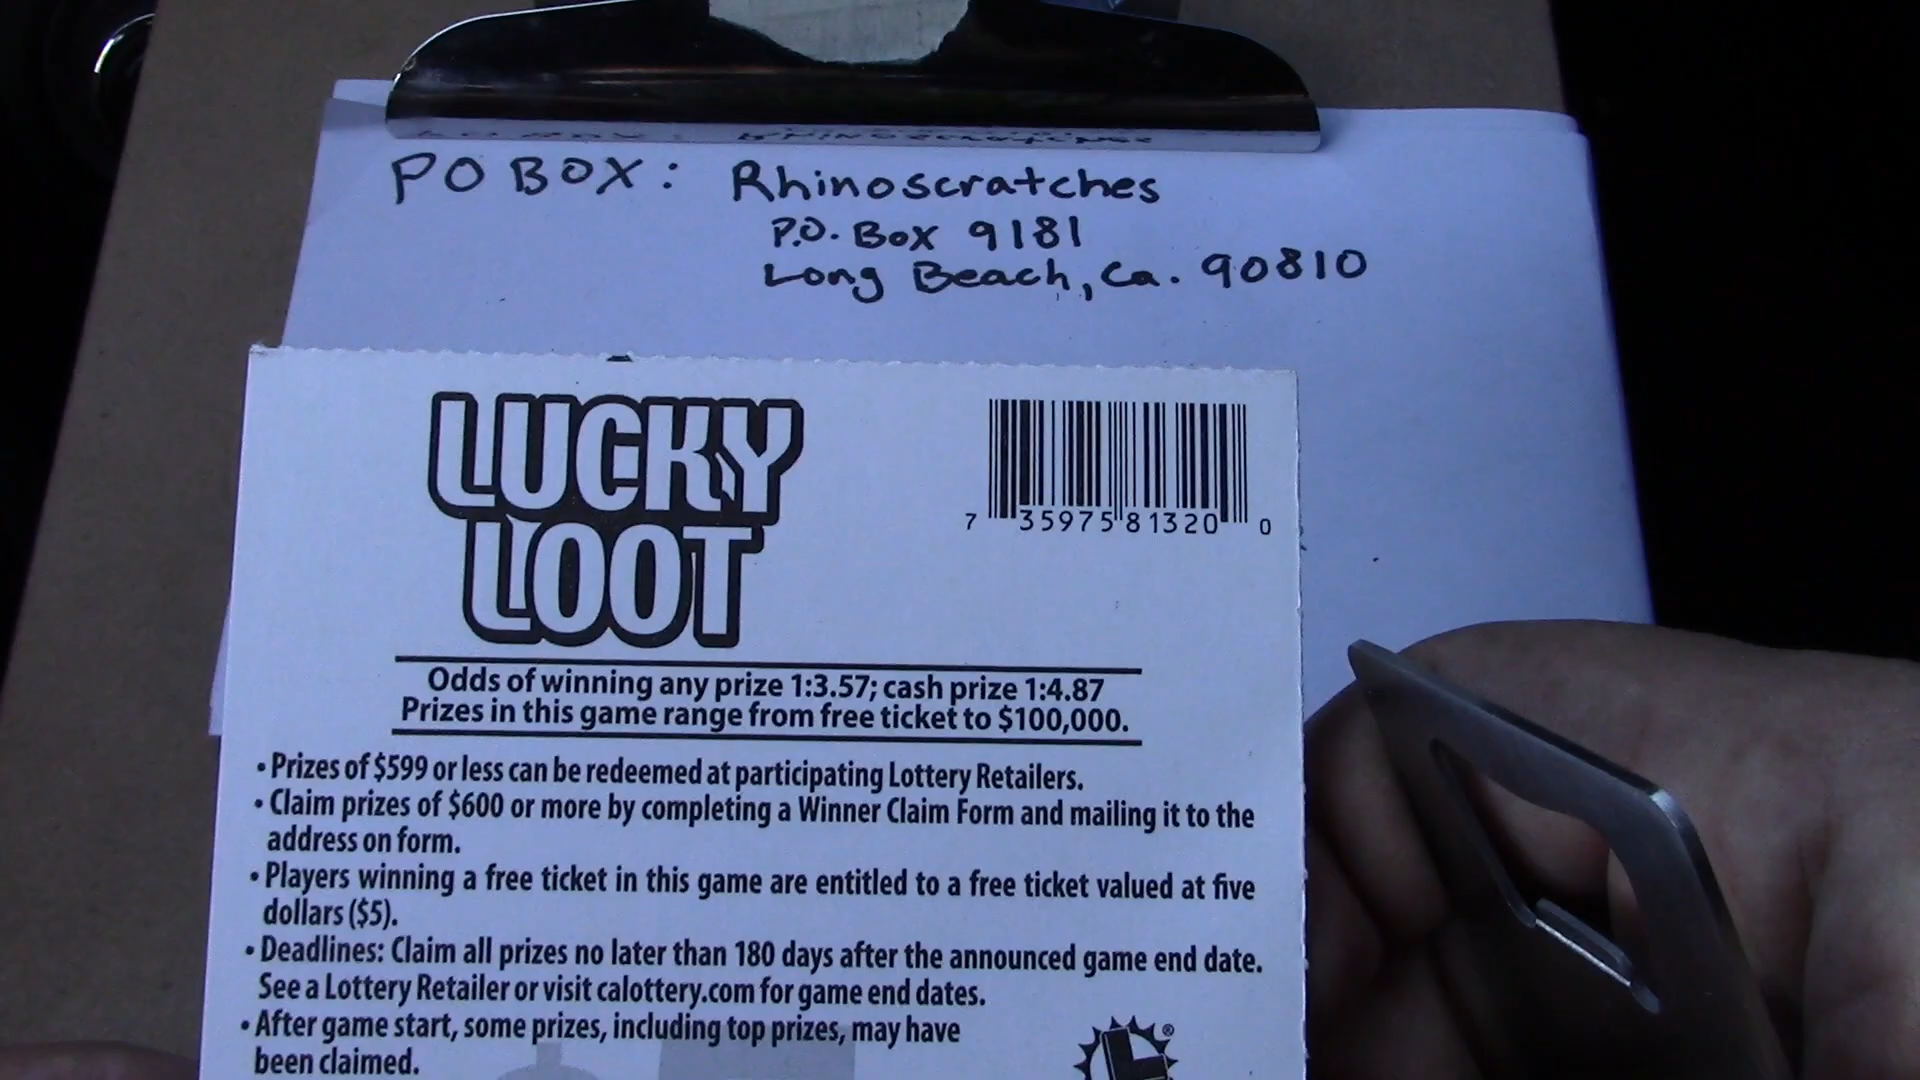 PO BOX: Rhinoscratches
P.O. Box 9181
Long Beach, Ca. 90810
LUCKY
LOOT
7 35975 81320 0
Odds of winning any prize 1:3.57; cash prize 1:4.87
Prizes in this game range from free ticket to $100,000.
• Prizes of $599 or less can be redeemed at participating Lottery Retailers.
• Claim prizes of $600 or more by completing a Winner Claim Form and mailing it to the
address on form.
• Players winning a free ticket in this game are entitled to a free ticket valued at five
dollars ($5).
• Deadlines: Claim all prizes no later than 180 days after the announced game end date.
See a Lottery Retailer or visit calottery.com for game end dates.
• After game start, some prizes, including top prizes, may have
been claimed.
L ®